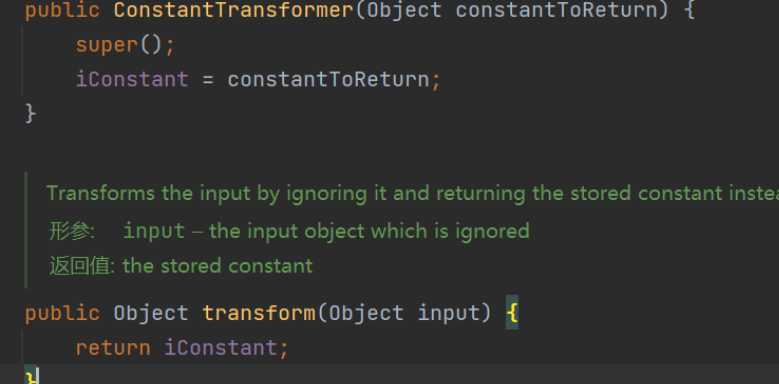 public ConstantTransformer(Object constantToReturn) {
super();
iConstant = constantToReturn;
}
Transforms the input by ignoring it and returning the stored constant
形参: input – the input object which is ignored
返回值: the stored constant
public Object transform(Object input) {
return iConstant;
}